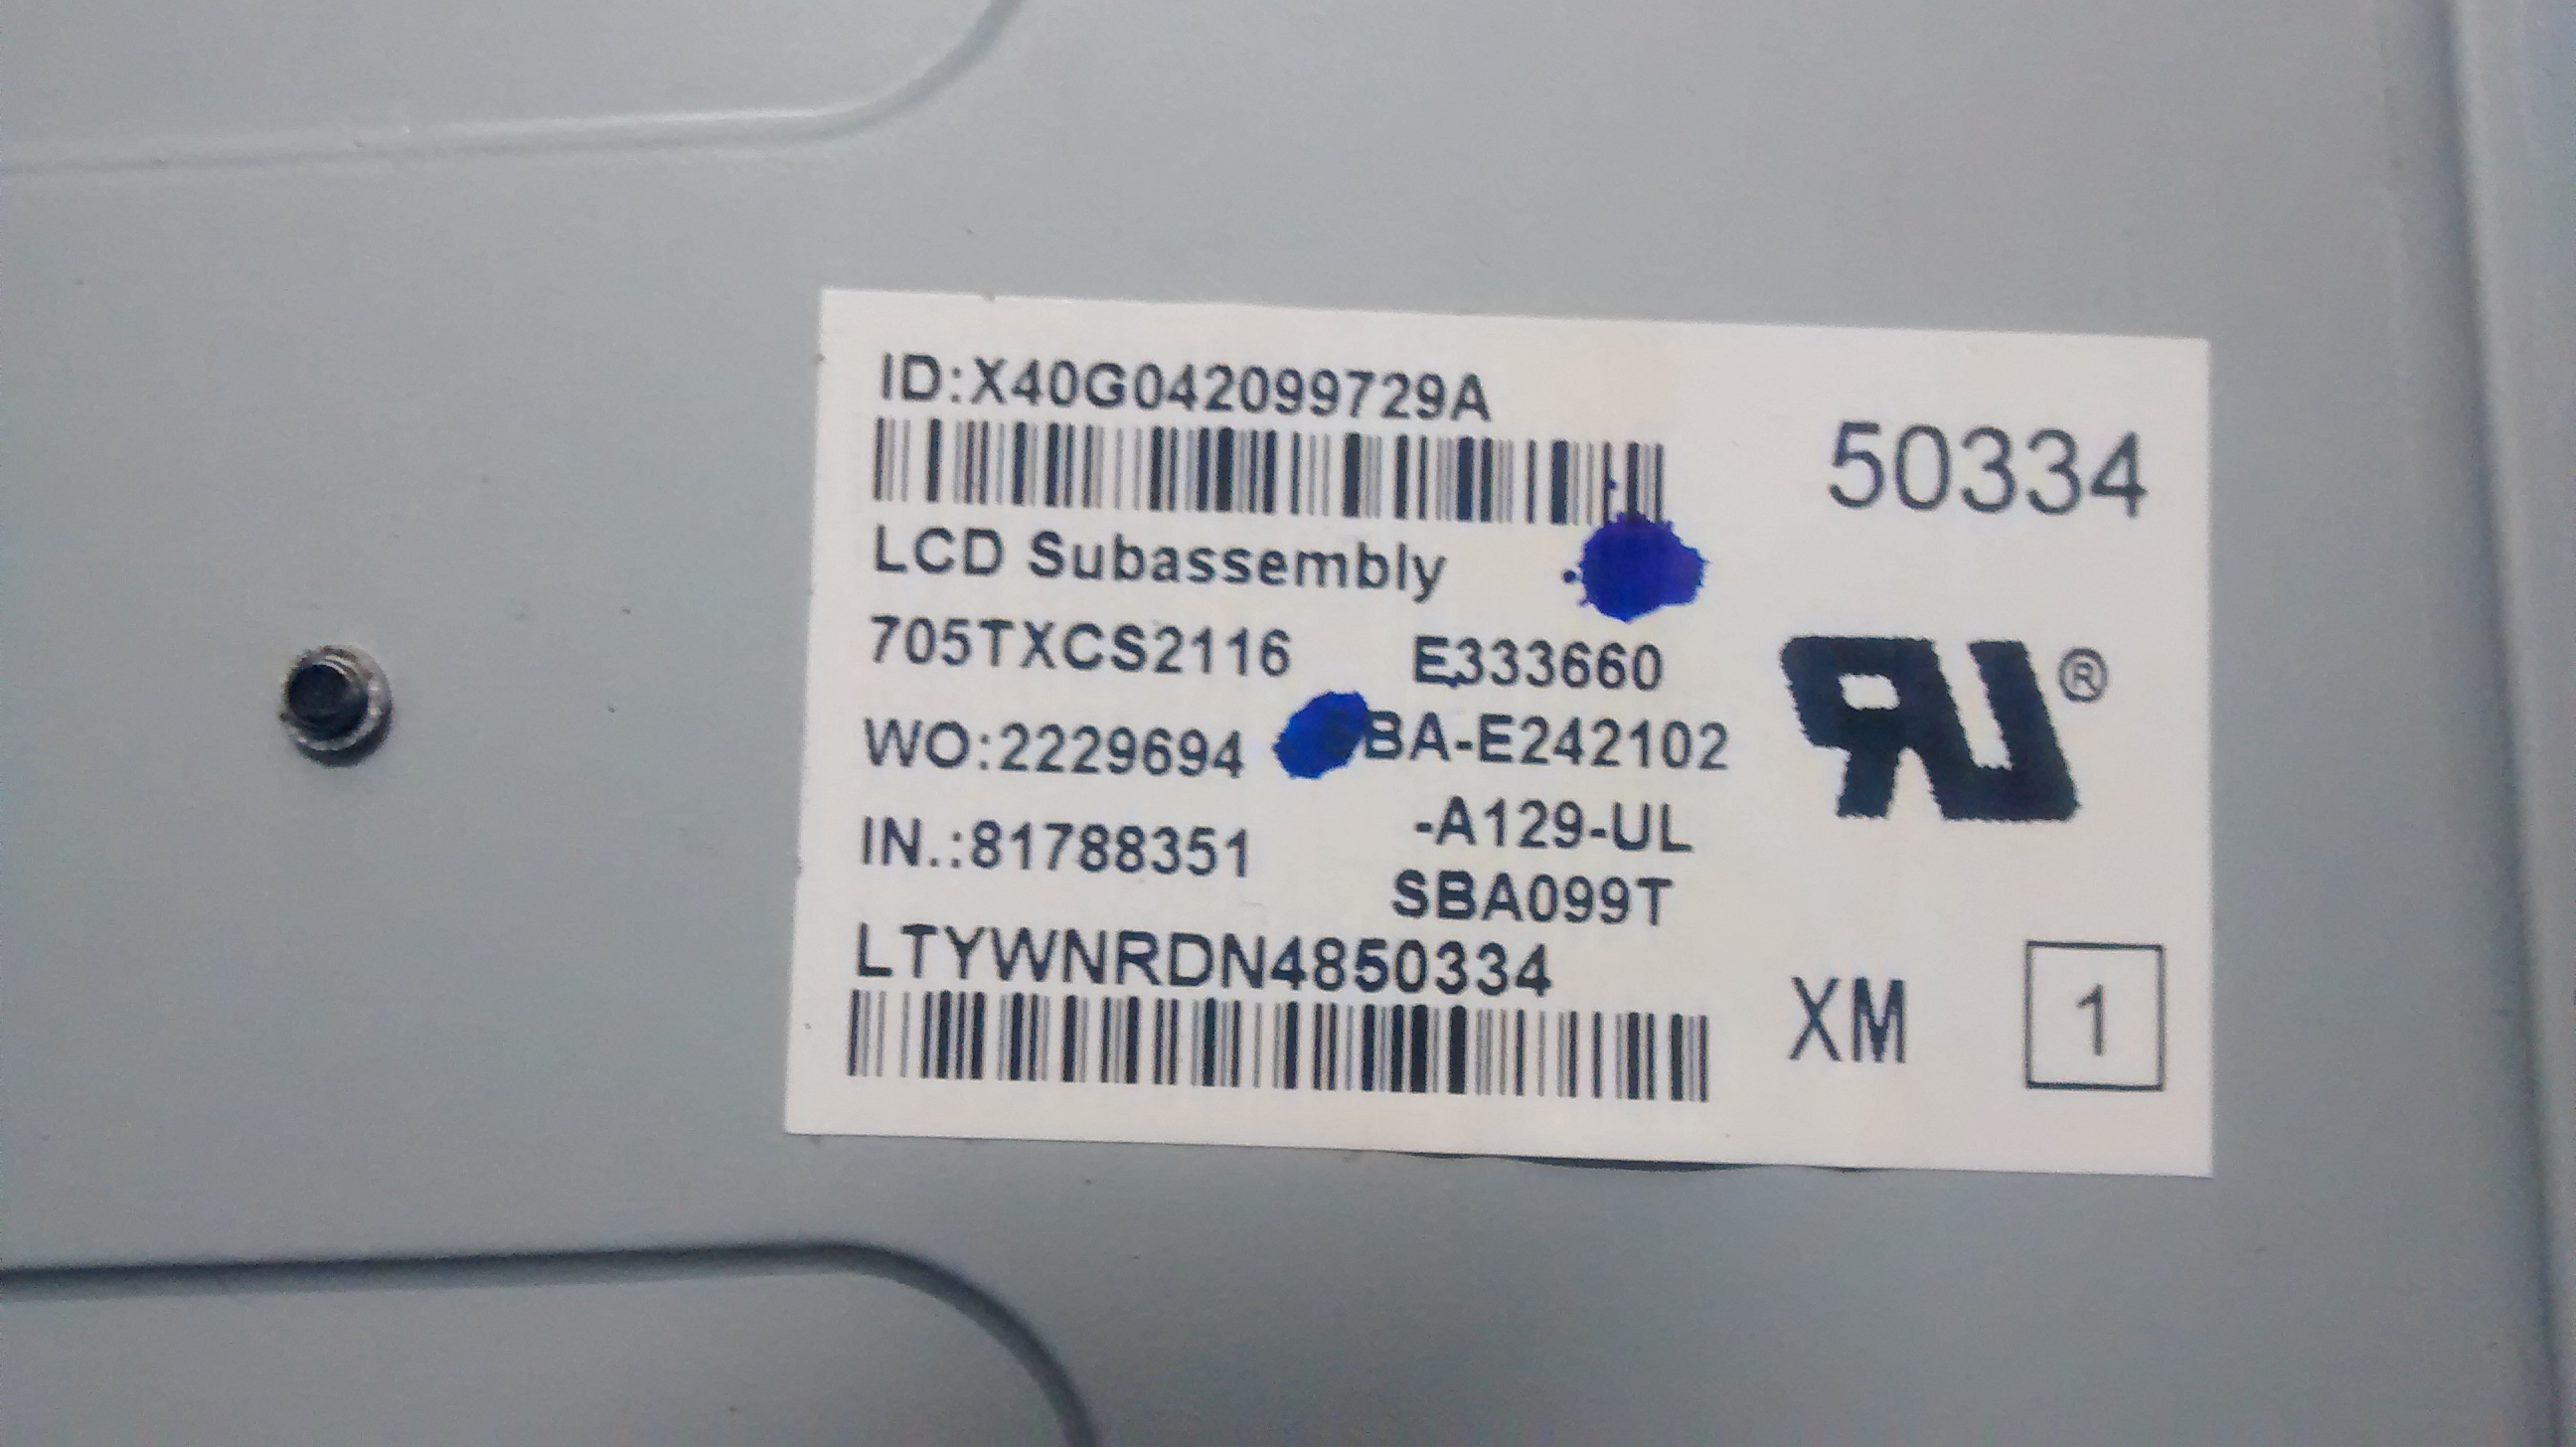 ID:X40G042099729A
50334
LCD Subassembly
705TXCS2116 E333660
WO:2229694 SBA-E242102
-A129-UL
IN.:81788351
SBA099T
LTYWNRDN4850334
XM 1
RU ®